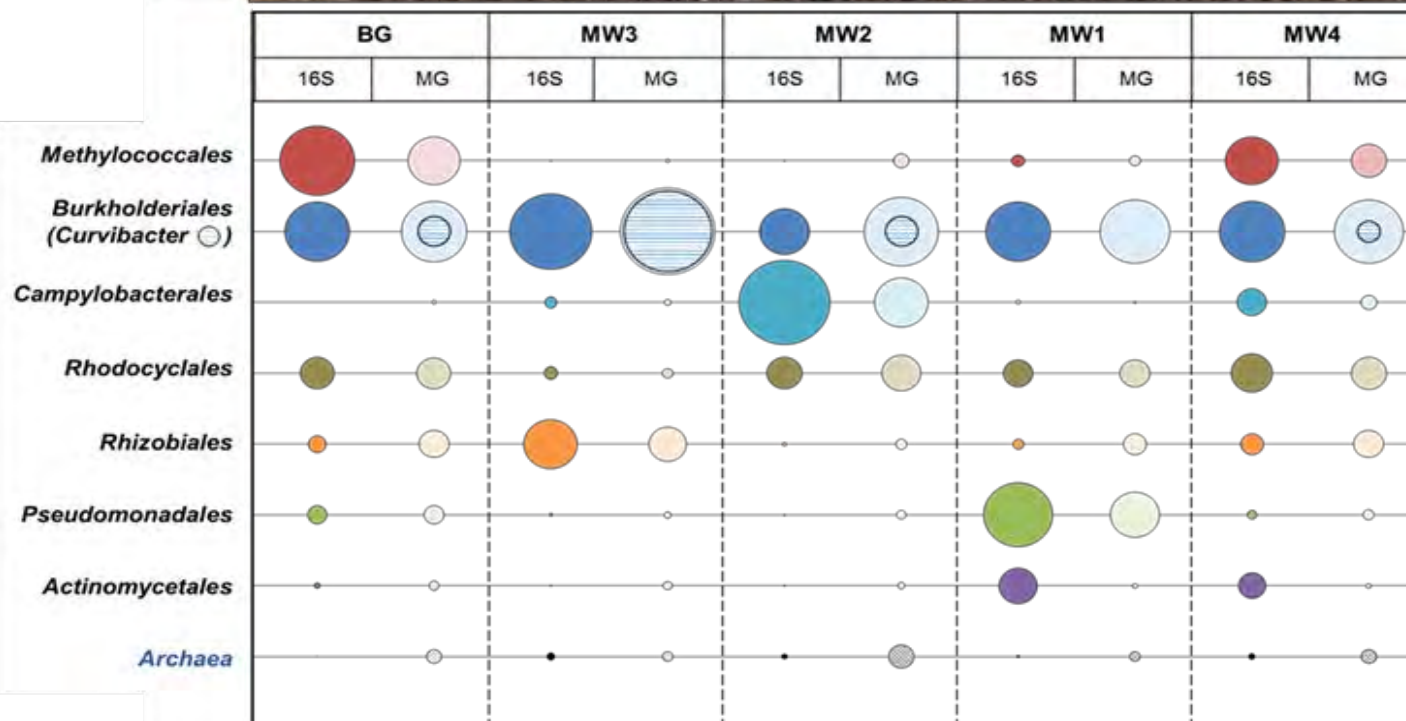 BG MW3 MW2 MW1 MW4
16S MG 16S MG 16S MG 16S MG 16S MG
Methylococcales
Burkholderiales
(Curvibacter )
Campylobacterales
Rhodocyclales
Rhizobiales
Pseudomonadales
Actinomycetales
Archaea